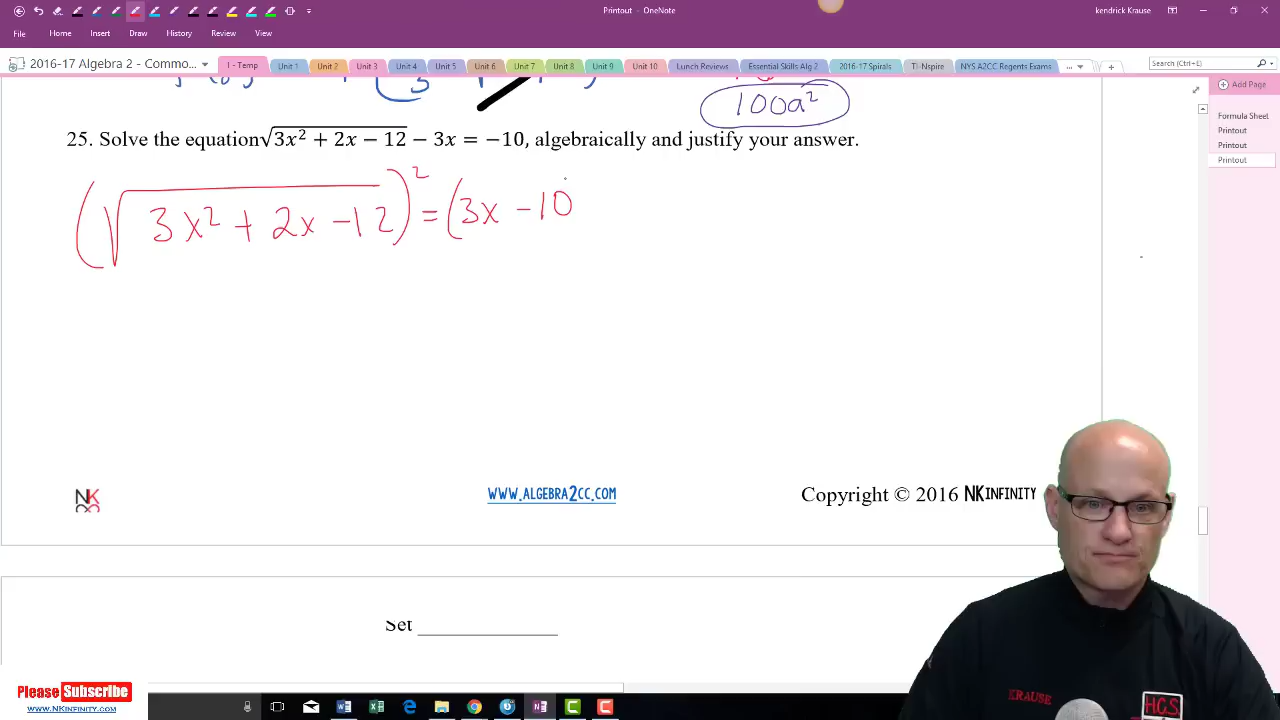 Printout - OneNote
kendrick Krause
File Home Insert Draw History Review View
2016-17 Algebra 2 - Commo... I - Temp Unit 1 Unit 2 Unit 3 Unit 4 Unit 5 Unit 6 Unit 7 Unit 8 Unit 9 Unit 10 Lunch Reviews Essential Skills Alg 2 2016-17 Spirals TI-Nspire NYS A2CC Regents Exams ... +
Search (Ctrl+E)
Add Page
Formula Sheet
Printout
Printout
Printout
100a²
25. Solve the equation√3x² + 2x − 12 − 3x = −10, algebraically and justify your answer.
(√3x² + 2x − 12)² = (3x − 10
NK
WWW.ALGEBRA2CC.COM
Copyright © 2016 NKINFINITY
Set ____________
KRAUSE
H.G.S.
Please Subscribe
www.NKinfinity.com